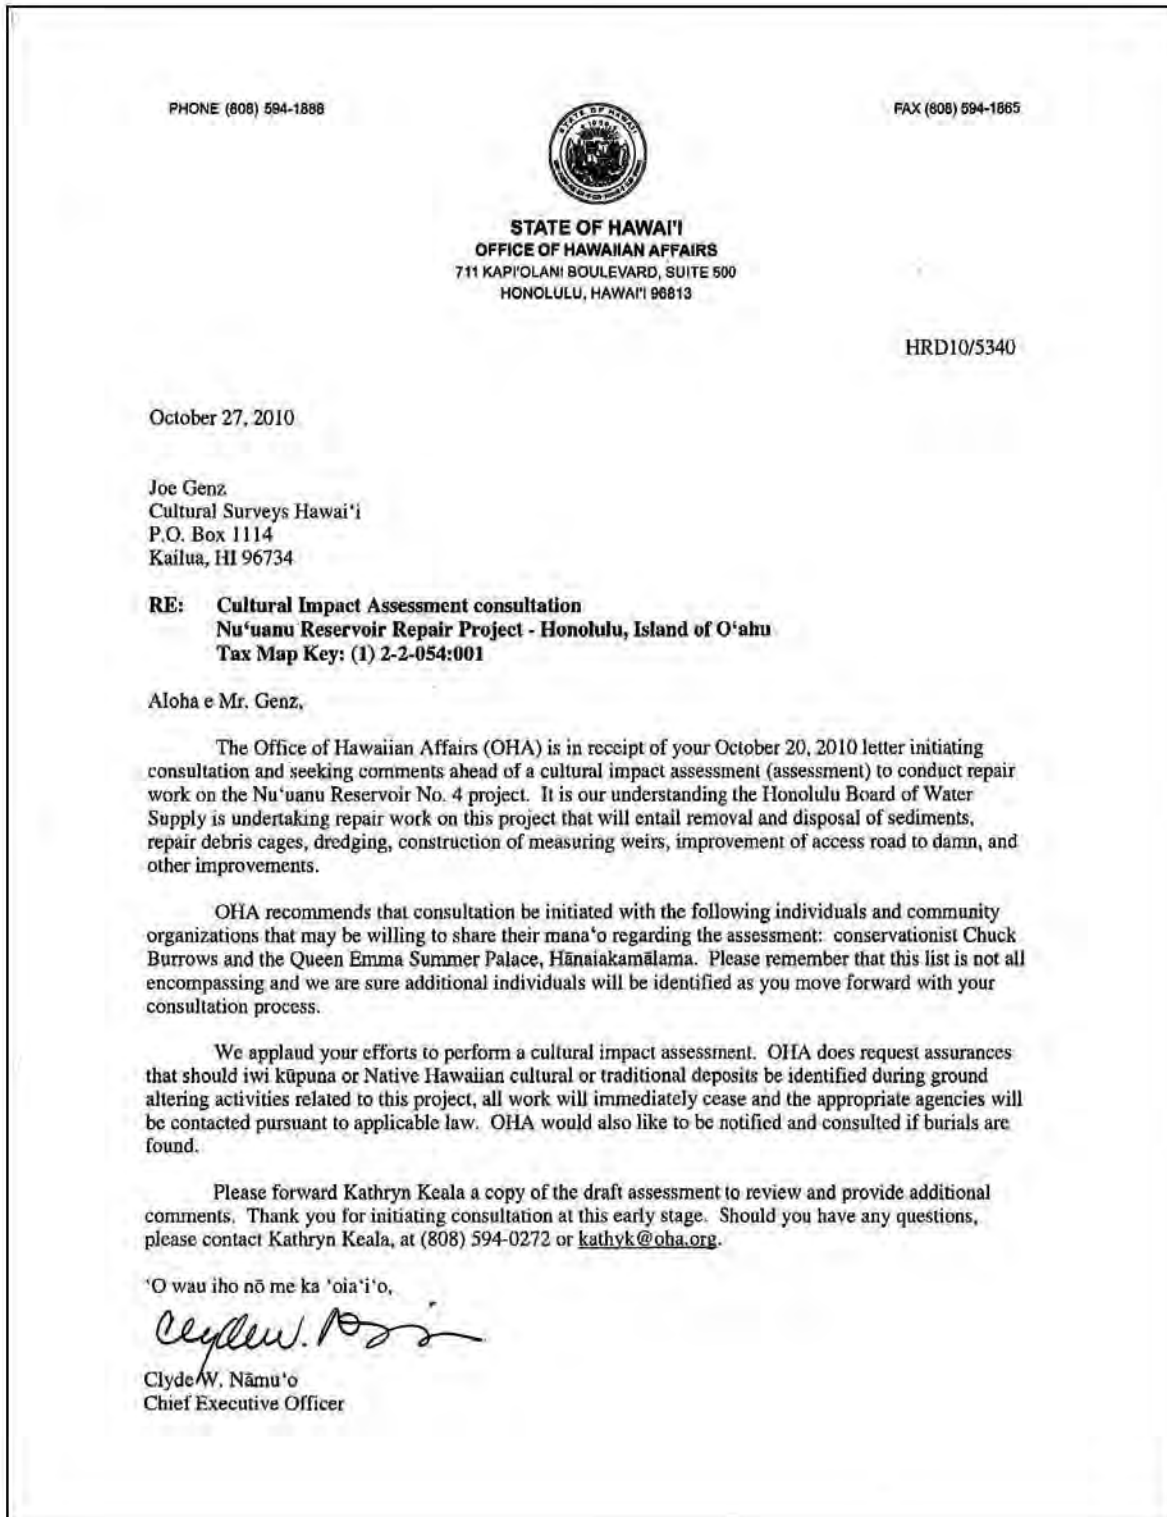 PHONE (808) 594-1888
FAX (808) 594-1865
STATE OF HAWAI'I
OFFICE OF HAWAIIAN AFFAIRS
711 KAPI'OLANI BOULEVARD, SUITE 500
HONOLULU, HAWAI'I 96813
HRD10/5340
October 27, 2010
Joe Genz
Cultural Surveys Hawai‘i
P.O. Box 1114
Kailua, HI 96734
RE: Cultural Impact Assessment consultation
Nu‘uanu Reservoir Repair Project - Honolulu, Island of O‘ahu
Tax Map Key: (1) 2-2-054:001
Aloha e Mr. Genz,
The Office of Hawaiian Affairs (OHA) is in receipt of your October 20, 2010 letter initiating
consultation and seeking comments ahead of a cultural impact assessment (assessment) to conduct repair
work on the Nu‘uanu Reservoir No. 4 project. It is our understanding the Honolulu Board of Water
Supply is undertaking repair work on this project that will entail removal and disposal of sediments,
repair debris cages, dredging, construction of measuring weirs, improvement of access road to damn, and
other improvements.
OHA recommends that consultation be initiated with the following individuals and community
organizations that may be willing to share their mana‘o regarding the assessment: conservationist Chuck
Burrows and the Queen Emma Summer Palace, Hānaiakamālama. Please remember that this list is not all
encompassing and we are sure additional individuals will be identified as you move forward with your
consultation process.
We applaud your efforts to perform a cultural impact assessment. OHA does request assurances
that should iwi kūpuna or Native Hawaiian cultural or traditional deposits be identified during ground
altering activities related to this project, all work will immediately cease and the appropriate agencies will
be contacted pursuant to applicable law. OHA would also like to be notified and consulted if burials are
found.
Please forward Kathryn Keala a copy of the draft assessment to review and provide additional
comments. Thank you for initiating consultation at this early stage. Should you have any questions,
please contact Kathryn Keala, at (808) 594-0272 or kathyk@oha.org.
‘O wau iho nō me ka ‘oia‘i‘o,
Clyde W. Nāmu‘o
Chief Executive Officer